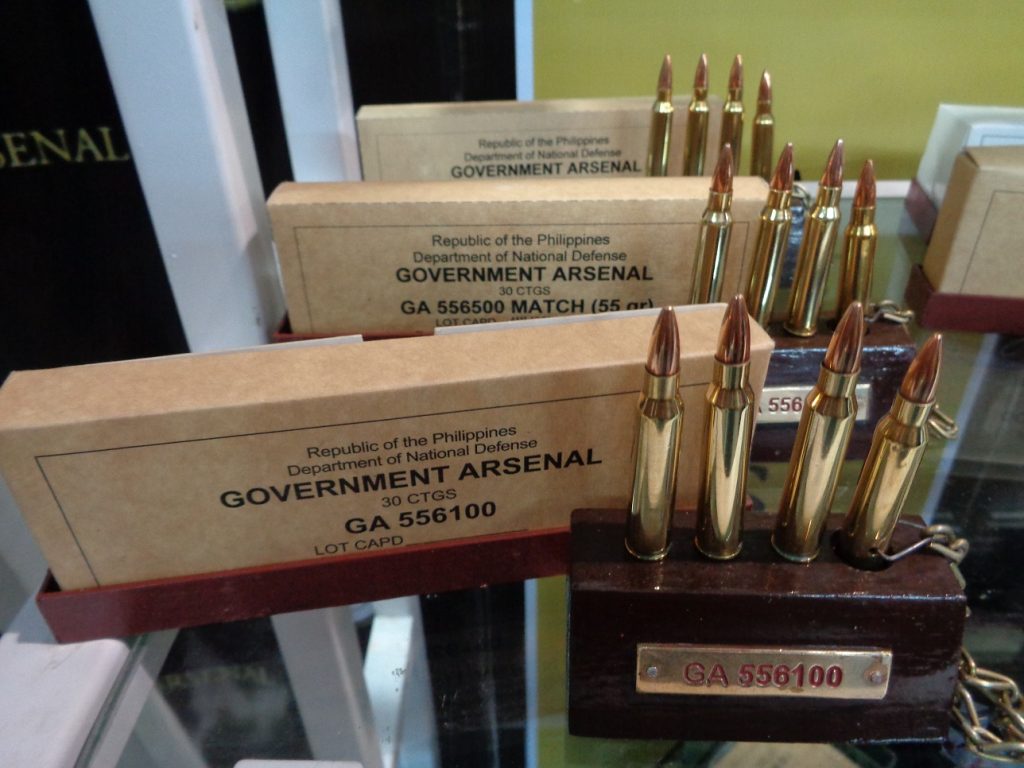 SENAL
Republic of the Philippines
Department of National Defense
GOVERNMENT ARSENAL
Republic of the Philippines
Department of National Defense
GOVERNMENT ARSENAL
30 CTGS
GA 556500 MATCH (55 gr)
LOT CAPD
Republic of the Philippines
Department of National Defense
GOVERNMENT ARSENAL
30 CTGS
GA 556100
LOT CAPD
A 556
GA 556100